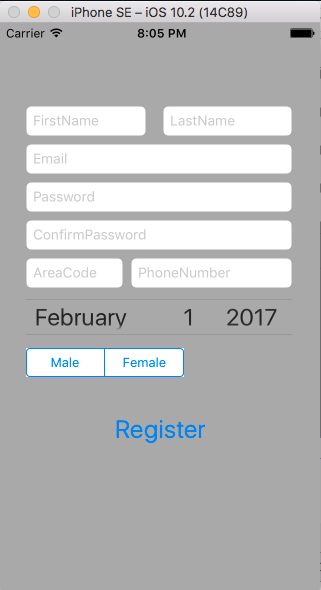 iPhone SE – iOS 10.2 (14C89)
Carrier 8:05 PM
FirstName LastName
Email
Password
ConfirmPassword
AreaCode PhoneNumber
February 1 2017
Male Female
Register